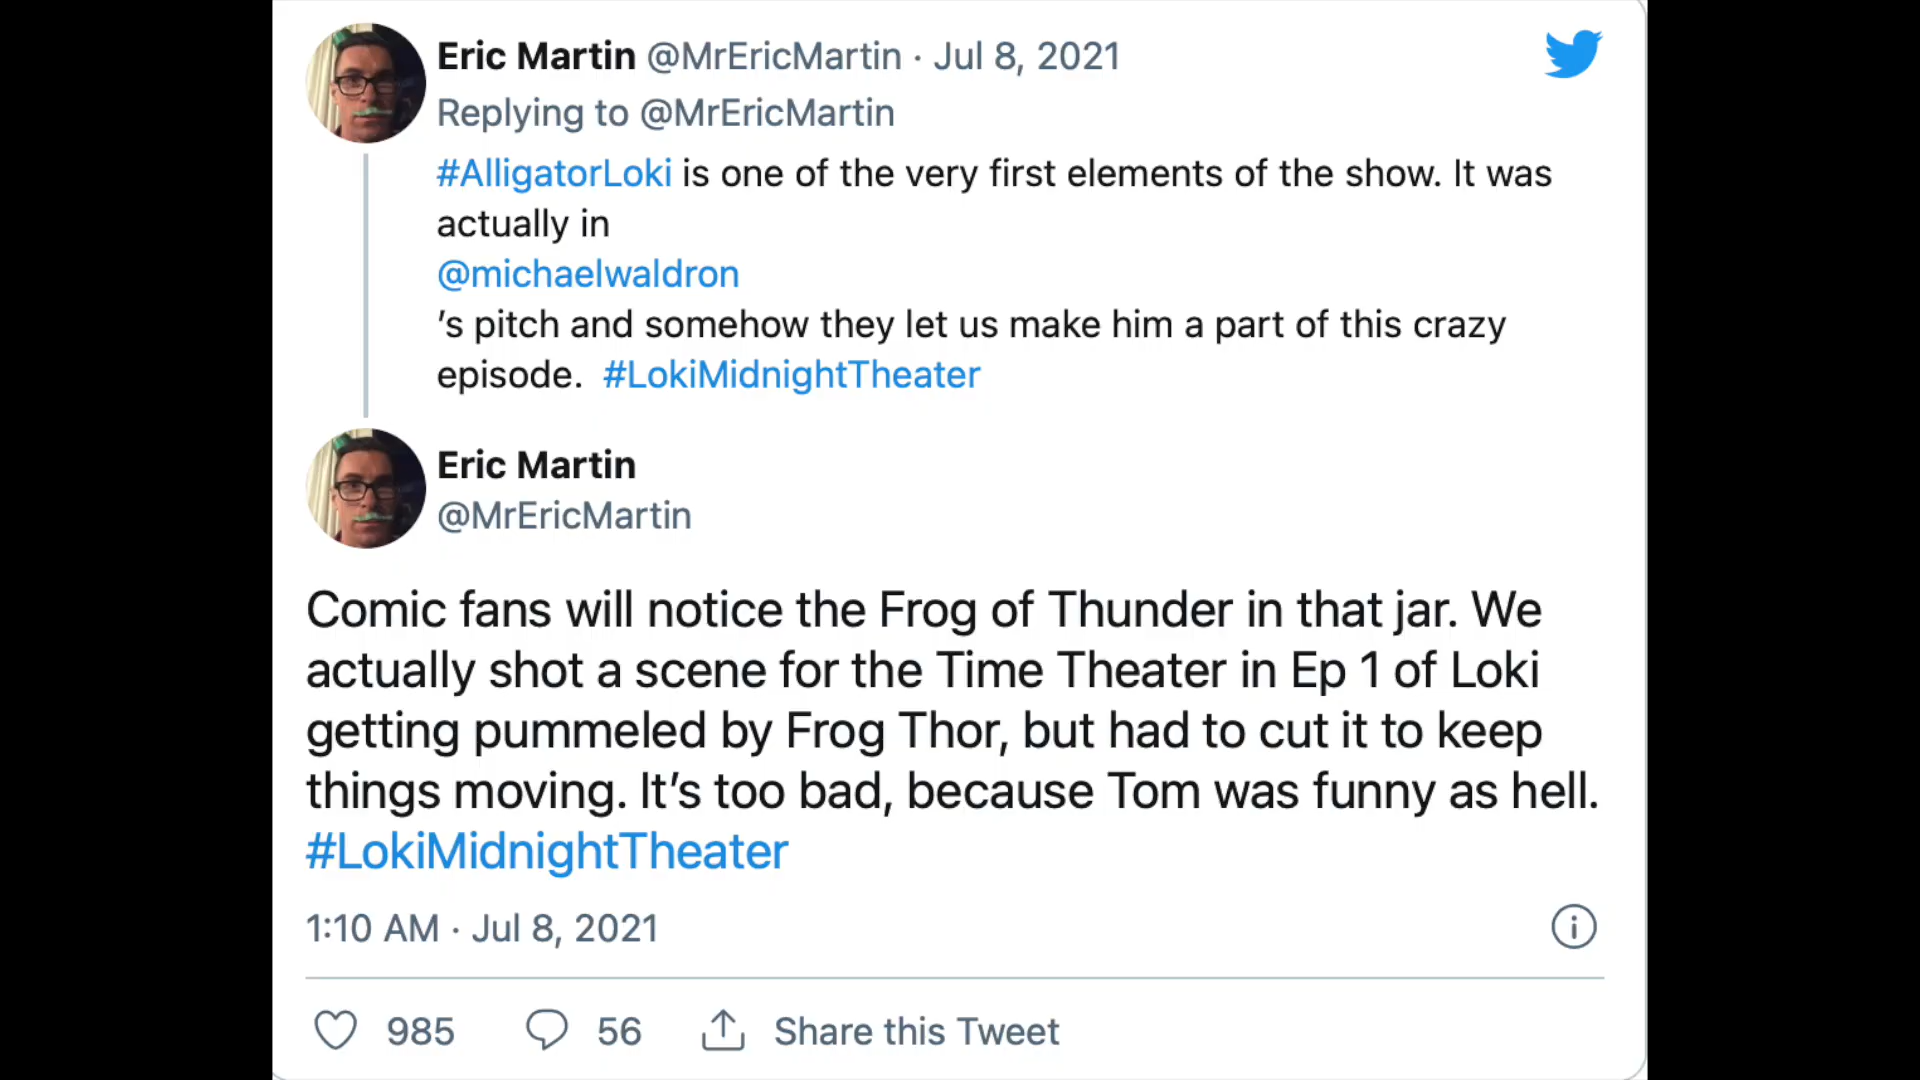 Eric Martin @MrEricMartin · Jul 8, 2021
Replying to @MrEricMartin
#AlligatorLoki is one of the very first elements of the show. It was
actually in
@michaelwaldron
’s pitch and somehow they let us make him a part of this crazy
episode. #LokiMidnightTheater
Eric Martin
@MrEricMartin
Comic fans will notice the Frog of Thunder in that jar. We
actually shot a scene for the Time Theater in Ep 1 of Loki
getting pummeled by Frog Thor, but had to cut it to keep
things moving. It’s too bad, because Tom was funny as hell.
#LokiMidnightTheater
1:10 AM · Jul 8, 2021
985 56 Share this Tweet